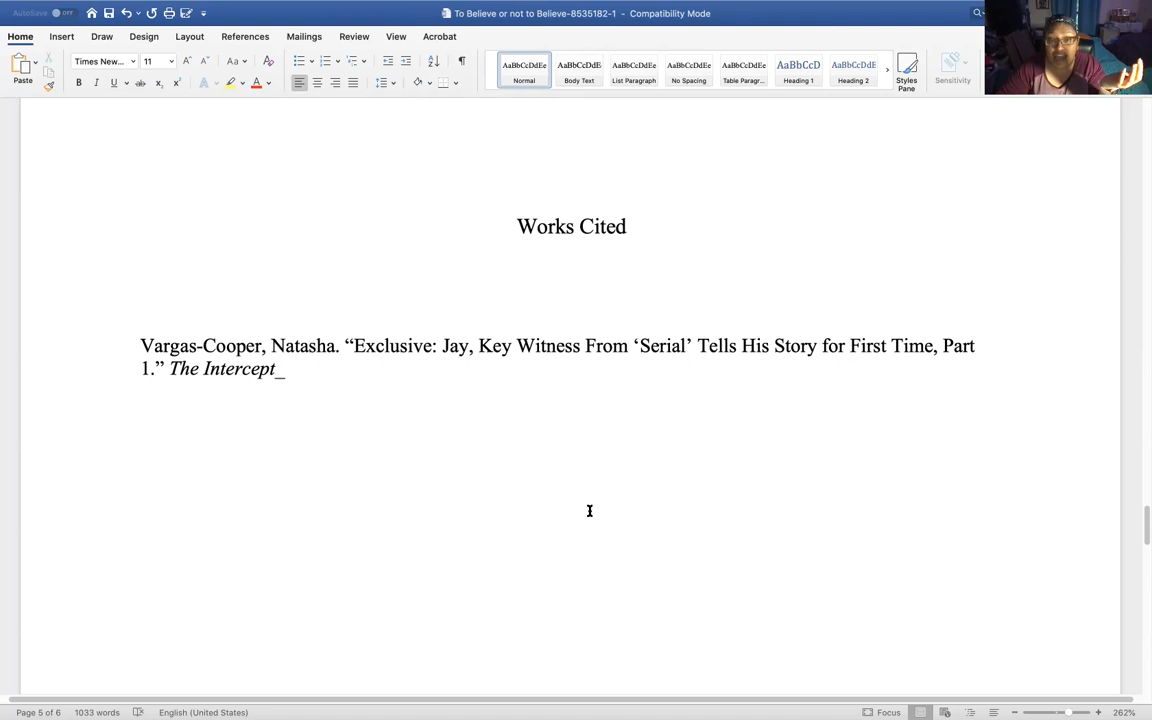 AutoSave OFF
To Believe or not to Believe-8535182-1 - Compatibility Mode
Home Insert Draw Design Layout References Mailings Review View Acrobat
Paste
Times New... 11 Aa
B I U x₂ x² A
AaBbCcDdEe AaBbCcDdEe AaBbCcDdEe AaBbCcDdEe AaBbCcDdEe AaBbCcD AaBbCcDdE
Normal Body Text List Paragraph No Spacing Table Paragr... Heading 1 Heading 2
Styles Pane
Sensitivity
Works Cited
Vargas-Cooper, Natasha. “Exclusive: Jay, Key Witness From ‘Serial’ Tells His Story for First Time, Part
1.” The Intercept_
Page 5 of 6 1033 words English (United States) Focus 262%